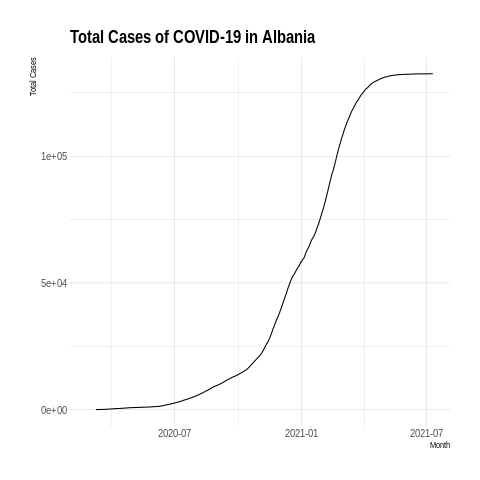 Total Cases of COVID-19 in Albania
Total Cases
1e+05
5e+04
0e+00
2020-07
2021-01
2021-07
Month